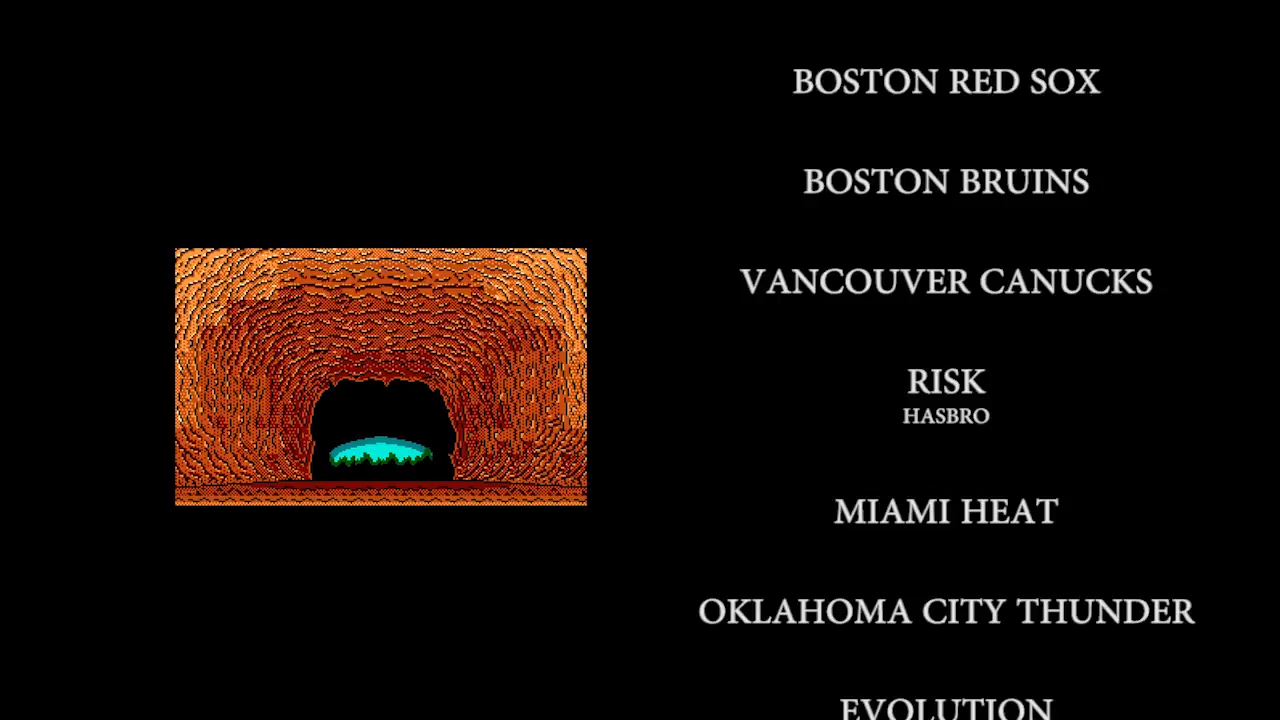 BOSTON RED SOX
BOSTON BRUINS
VANCOUVER CANUCKS
RISK
HASBRO
MIAMI HEAT
OKLAHOMA CITY THUNDER
EVOLUTION